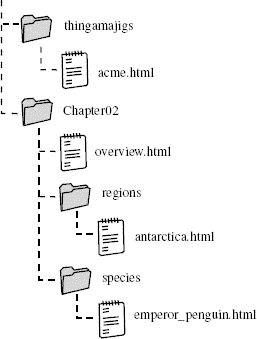 thingamajigs
acme.html
Chapter02
overview.html
regions
antarctica.html
species
emperor_penguin.html